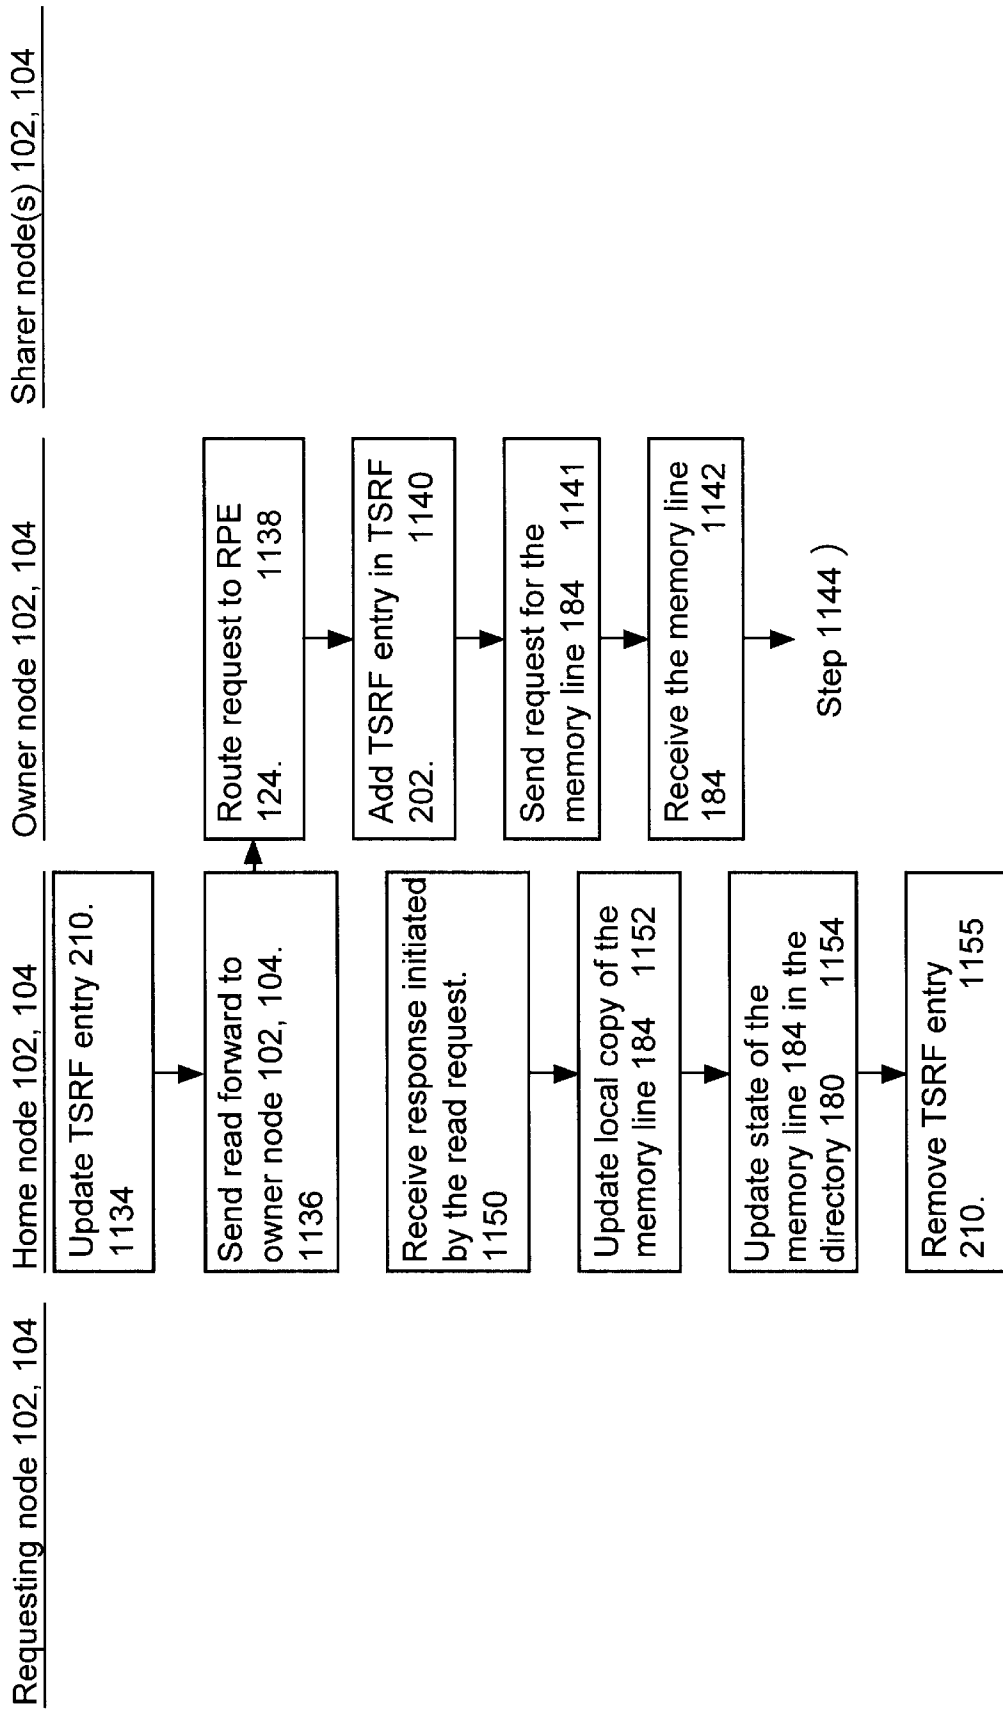 Requesting node 102, 104
Home node 102, 104
Owner node 102, 104
Sharer node(s) 102, 104
Update TSRF entry 210.
1134
Send read forward to
owner node 102, 104.
1136
Receive response initiated
by the read request.
1150
Update local copy of the
memory line 184 1152
Update state of the
memory line 184 in the
directory 180 1154
Remove TSRF entry
210. 1155
Route request to RPE
124. 1138
Add TSRF entry in TSRF
202. 1140
Send request for the
memory line 184 1141
Receive the memory line
184 1142
Step 1144 )